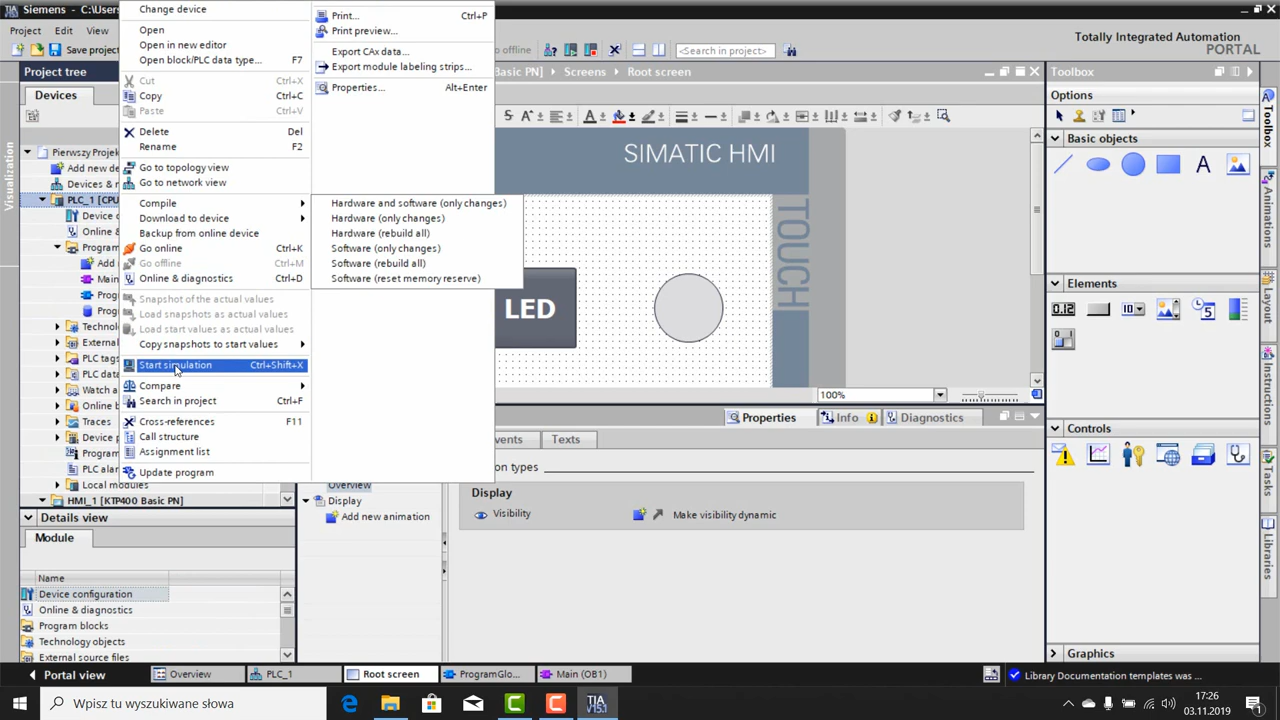 Siemens - C:\Users
Project Edit Vi
Save project
Totally Integrated Automation
PORTAL
offline
<Search in project>
Project tree
Devices
Visualization
Pierwszy Projek
Add new de
Devices & n
PLC_1 [CPU
Device c
Online &
Program
Add
Main
Prog
Prog
Technol
External
PLC tags
PLC dat
Watch a
Online b
Traces
Device p
Program
PLC ala
Local modules
HMI_1 [KTP400 Basic PN]
Details view
Module
Name
Device configuration
Online & diagnostics
Program blocks
Technology objects
External source files
Change device
Open
Open in new editor
Open block/PLC data type... F7
Cut Ctrl+X
Copy Ctrl+C
Paste Ctrl+V
Delete Del
Rename F2
Go to topology view
Go to network view
Compile
Download to device
Backup from online device
Go online Ctrl+K
Go offline Ctrl+M
Online & diagnostics Ctrl+D
Snapshot of the actual values
Load snapshots as actual values
Load start values as actual values
Copy snapshots to start values
Start simulation Ctrl+Shift+X
Compare
Search in project Ctrl+F
Cross-references F11
Call structure
Assignment list
Update program
Print... Ctrl+P
Print preview...
Export CAx data...
Export module labeling strips...
Properties... Alt+Enter
Hardware and software (only changes)
Hardware (only changes)
Hardware (rebuild all)
Software (only changes)
Software (rebuild all)
Software (reset memory reserve)
Basic PN] Screens Root screen
SIMATIC HMI
TOUCH
LED
100%
Properties Info Diagnostics
vents Texts
on types
Overview
Display
Add new animation
Display
Visibility Make visibility dynamic
Toolbox
Options
Basic objects
Elements
Controls
Graphics
Toolbox
Animations
Instructions
Tasks
Libraries
Portal view Overview PLC_1 Root screen ProgramGlo... Main (OB1)
Library Documentation templates was ...
Wpisz tu wyszukiwane słowo
17:26
03.11.2019